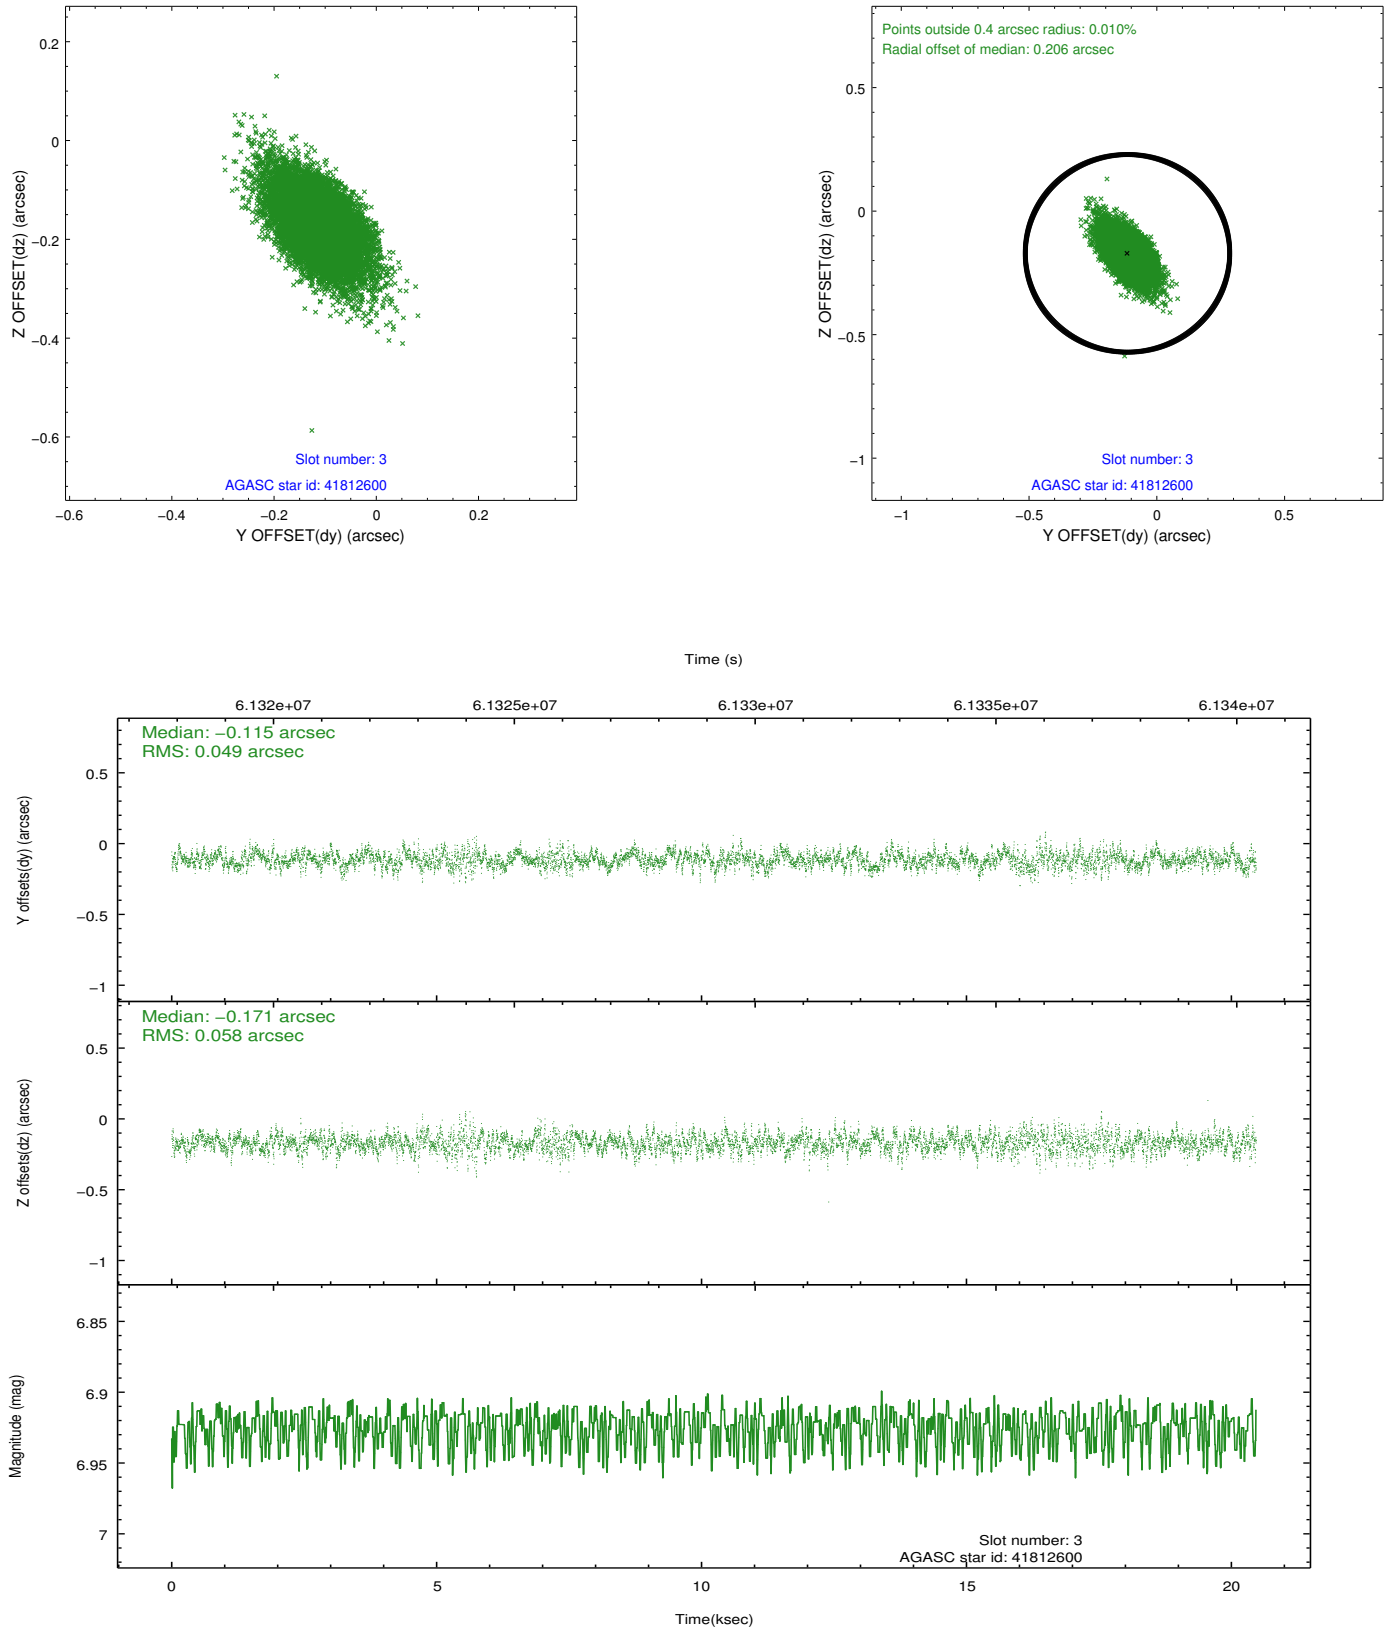 0.2
0
−0.2
−0.4
−0.6
Z OFFSET(dz) (arcsec)
Slot number: 3
AGASC star id: 41812600
−0.6 −0.4 −0.2 0 0.2
Y OFFSET(dy) (arcsec)
Points outside 0.4 arcsec radius: 0.010%
Radial offset of median: 0.206 arcsec
0.5
0
−0.5
−1
Z OFFSET(dz) (arcsec)
Slot number: 3
AGASC star id: 41812600
−1 −0.5 0 0.5
Y OFFSET(dy) (arcsec)
Time (s)
6.132e+07 6.1325e+07 6.133e+07 6.1335e+07 6.134e+07
Median: −0.115 arcsec
RMS: 0.049 arcsec
0.5
0
−0.5
−1
Y offsets(dy) (arcsec)
Median: −0.171 arcsec
RMS: 0.058 arcsec
0.5
0
−0.5
−1
Z offsets(dz) (arcsec)
6.85
6.9
6.95
7
Magnitude (mag)
Slot number: 3
AGASC star id: 41812600
0 5 10 15 20
Time(ksec)